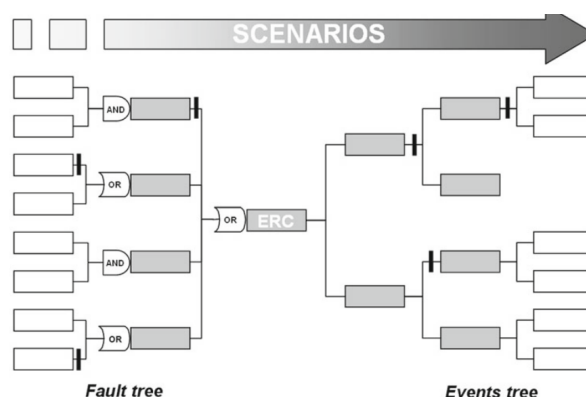 SCENARIOS
AND
OR
OR
ERC
AND
OR
Fault tree
Events tree